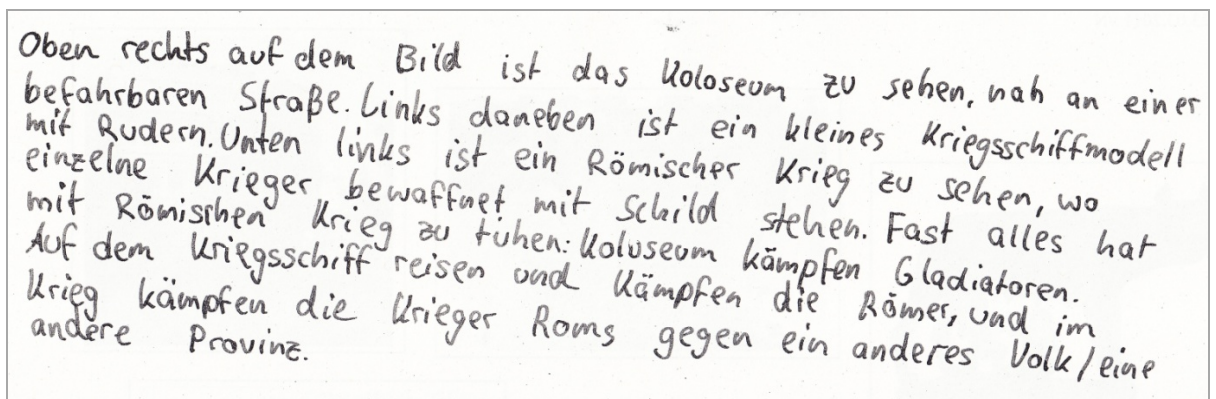 Oben rechts auf dem Bild ist das Koloseum zu sehen, nah an einer
befahrbaren Straße. Links daneben ist ein kleines Kriegsschiffmodell
mit Rudern. Unten links ist ein Römischer Krieg zu sehen, wo
einzelne Krieger bewaffnet mit Schild stehen. Fast alles hat
mit Römischen Krieg zu tuhen: Koluseum kämpfen Gladiatoren.
Auf dem Kriegsschiff reisen und Kämpfen die Römer, und im
Krieg kämpfen die Krieger Roms gegen ein anderes Volk/eine
andere Provinz.